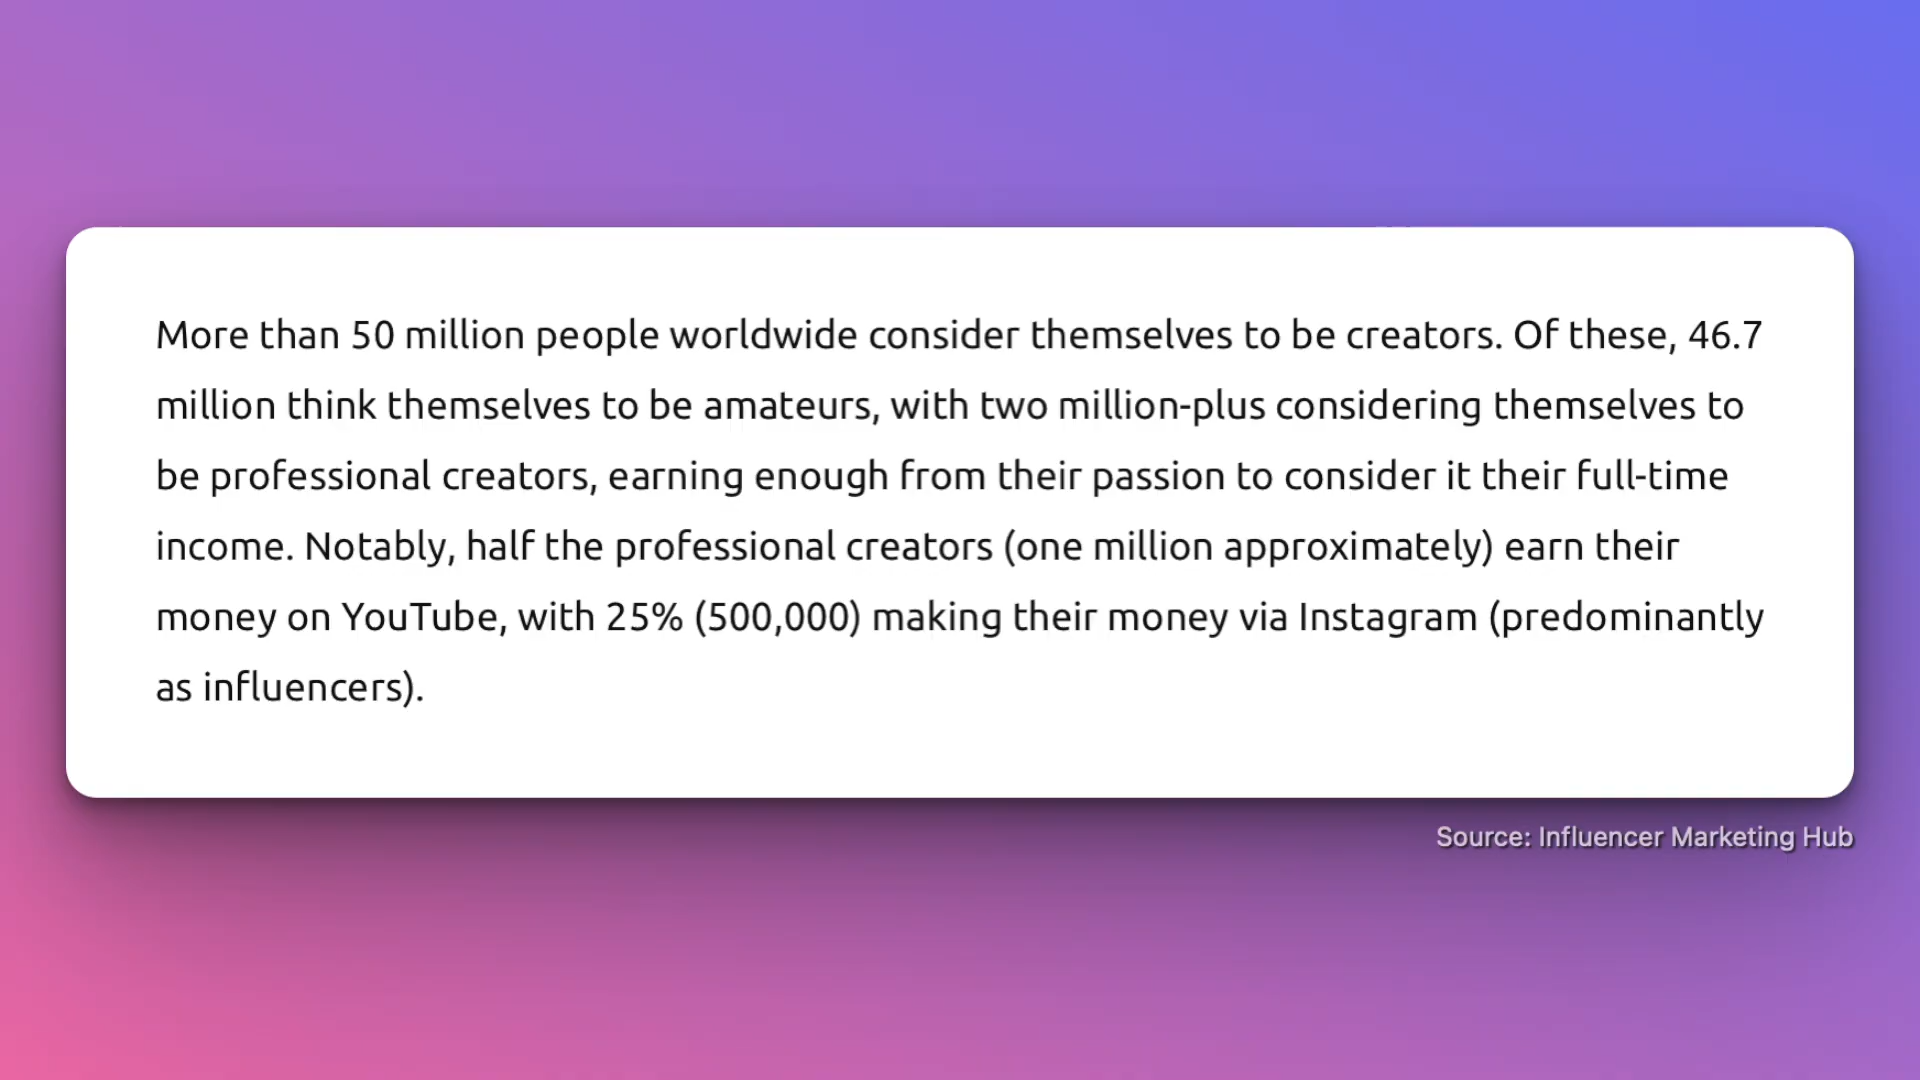 More than 50 million people worldwide consider themselves to be creators. Of these, 46.7
million think themselves to be amateurs, with two million-plus considering themselves to
be professional creators, earning enough from their passion to consider it their full-time
income. Notably, half the professional creators (one million approximately) earn their
money on YouTube, with 25% (500,000) making their money via Instagram (predominantly
as influencers).
Source: Influencer Marketing Hub